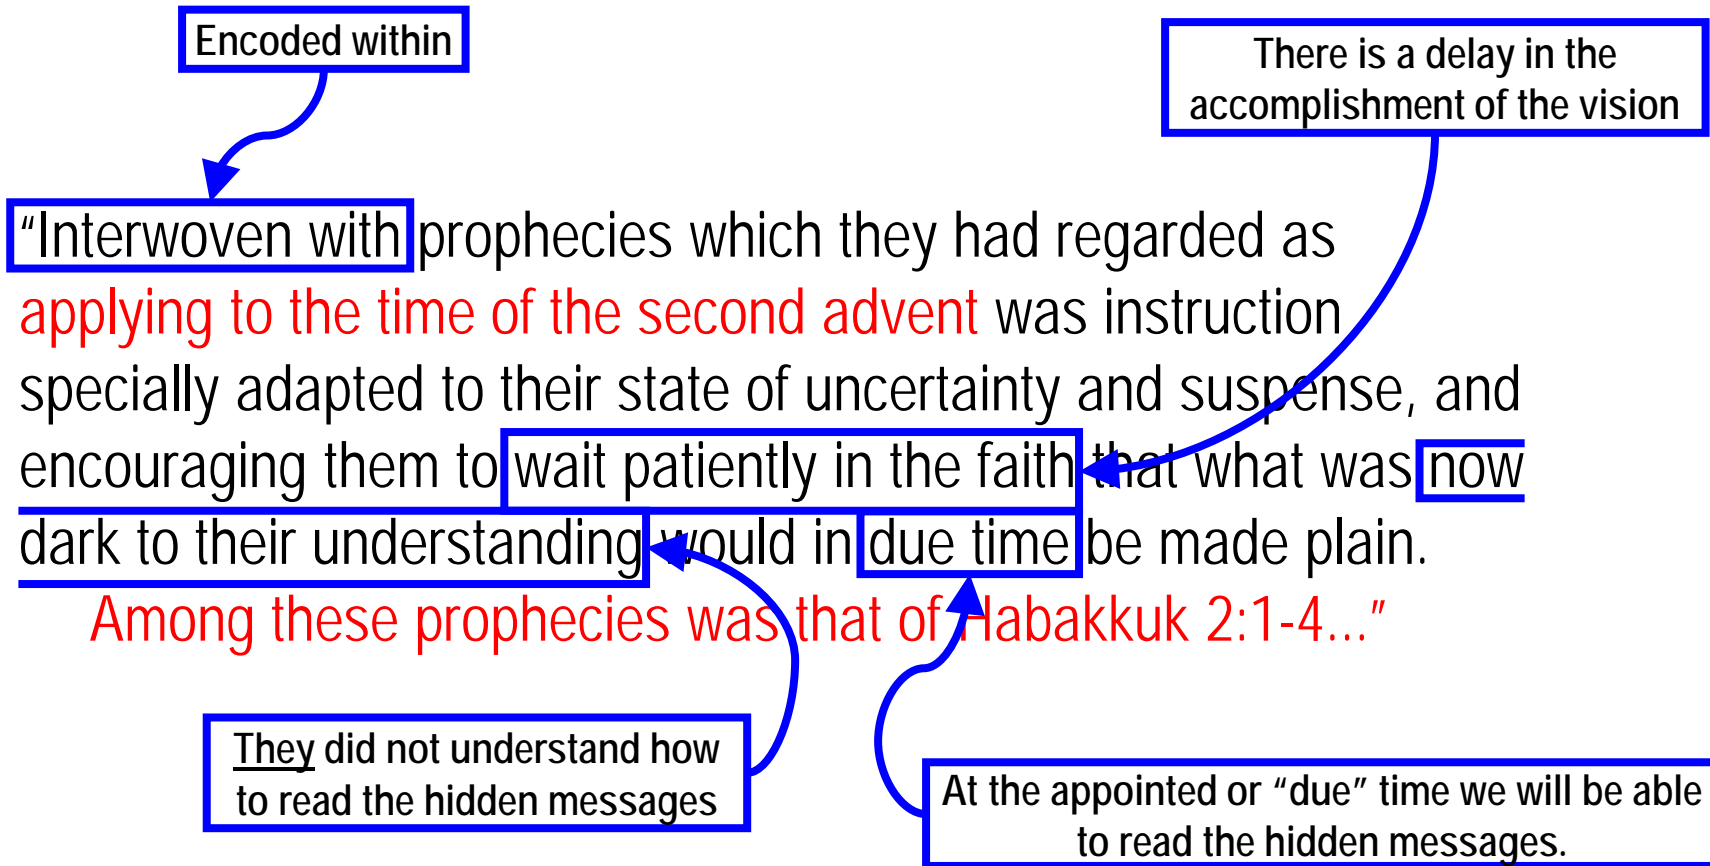 Encoded within
There is a delay in the
accomplishment of the vision
“Interwoven with prophecies which they had regarded as
applying to the time of the second advent was instruction
specially adapted to their state of uncertainty and suspense, and
encouraging them to wait patiently in the faith that what was now
dark to their understanding would in due time be made plain.
Among these prophecies was that of Habakkuk 2:1-4...”
They did not understand how
to read the hidden messages
At the appointed or “due” time we will be able
to read the hidden messages.